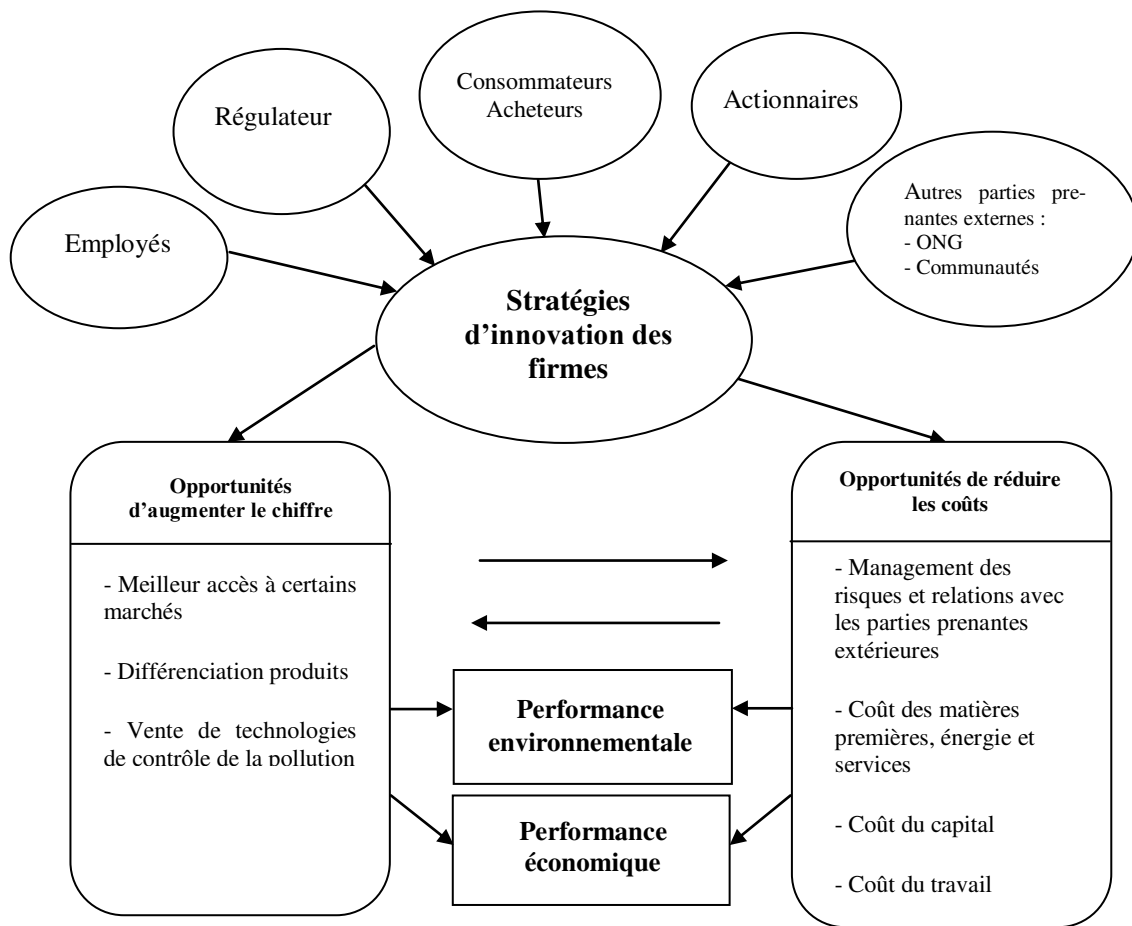 Consommateurs
Acheteurs
Actionnaires
Régulateur
Autres parties pre-
nantes externes :
- ONG
- Communautés
Employés
Stratégies
d’innovation des
firmes
Opportunités
d’augmenter le chiffre
- Meilleur accès à certains
marchés
- Différenciation produits
- Vente de technologies
de contrôle de la pollution
Opportunités de réduire
les coûts
- Management des
risques et relations avec
les parties prenantes
extérieures
- Coût des matières
premières, énergie et
services
- Coût du capital
- Coût du travail
Performance
environnementale
Performance
économique